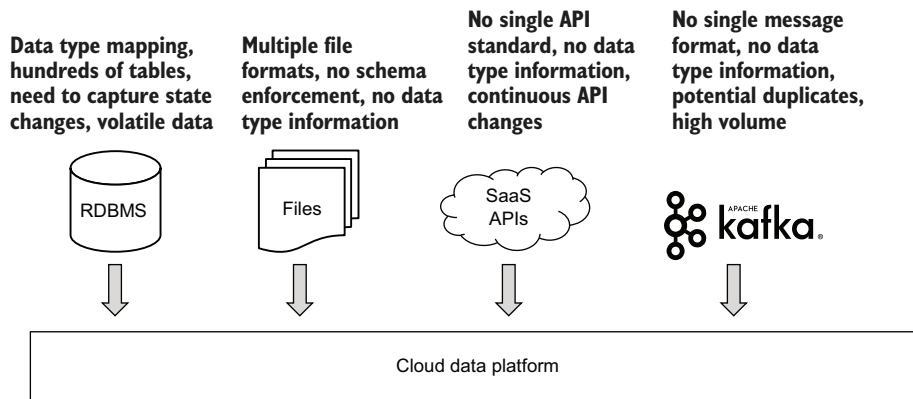 Data type mapping,
hundreds of tables,
need to capture state
changes, volatile data
Multiple file
formats, no schema
enforcement, no data
type information
No single API
standard, no data
type information,
continuous API
changes
No single message
format, no data
type information,
potential duplicates,
high volume
RDBMS
Files
SaaS
APIs
APACHE
kafka®
Cloud data platform